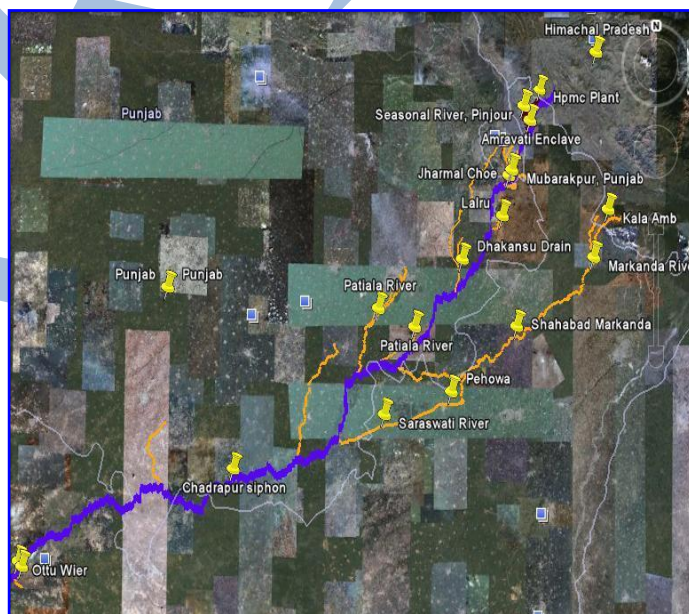 Himachal Pradesh
N
Hpmc Plant
Seasonal River, Pinjour
Punjab
Amravati Enclave
Jharmal Choe
Mubarakpur, Punjab
Lalru
Kala Amb
Dhakansu Drain
Markanda Rive
Punjab
Punjab
Patiala River
Shahabad Markanda
Patiala River
Pehowa
Saraswati River
Chadrapur siphon
Ottu Wier